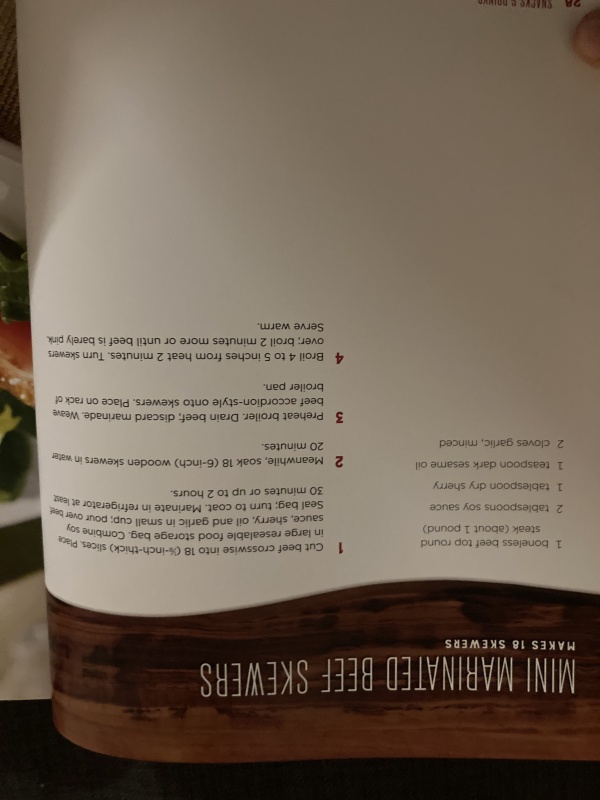 MINI MARINATED BEEF SKEWERS
MAKES 18 SKEWERS
1 boneless beef top round
steak (about 1 pound)
2 tablespoons soy sauce
1 tablespoon dry sherry
1 teaspoon dark sesame oil
2 cloves garlic, minced
1 Cut beef crosswise into 18 (⅛-inch-thick) slices. Place
in large resealable food storage bag. Combine soy
sauce, sherry, oil and garlic in small cup; pour over beef.
Seal bag; turn to coat. Marinate in refrigerator at least
30 minutes or up to 2 hours.
2 Meanwhile, soak 18 (6-inch) wooden skewers in water
20 minutes.
3 Preheat broiler. Drain beef; discard marinade. Weave
beef accordion-style onto skewers. Place on rack of
broiler pan.
4 Broil 4 to 5 inches from heat 2 minutes. Turn skewers
over; broil 2 minutes more or until beef is barely pink.
Serve warm.
28 SNACKS & DRINKS